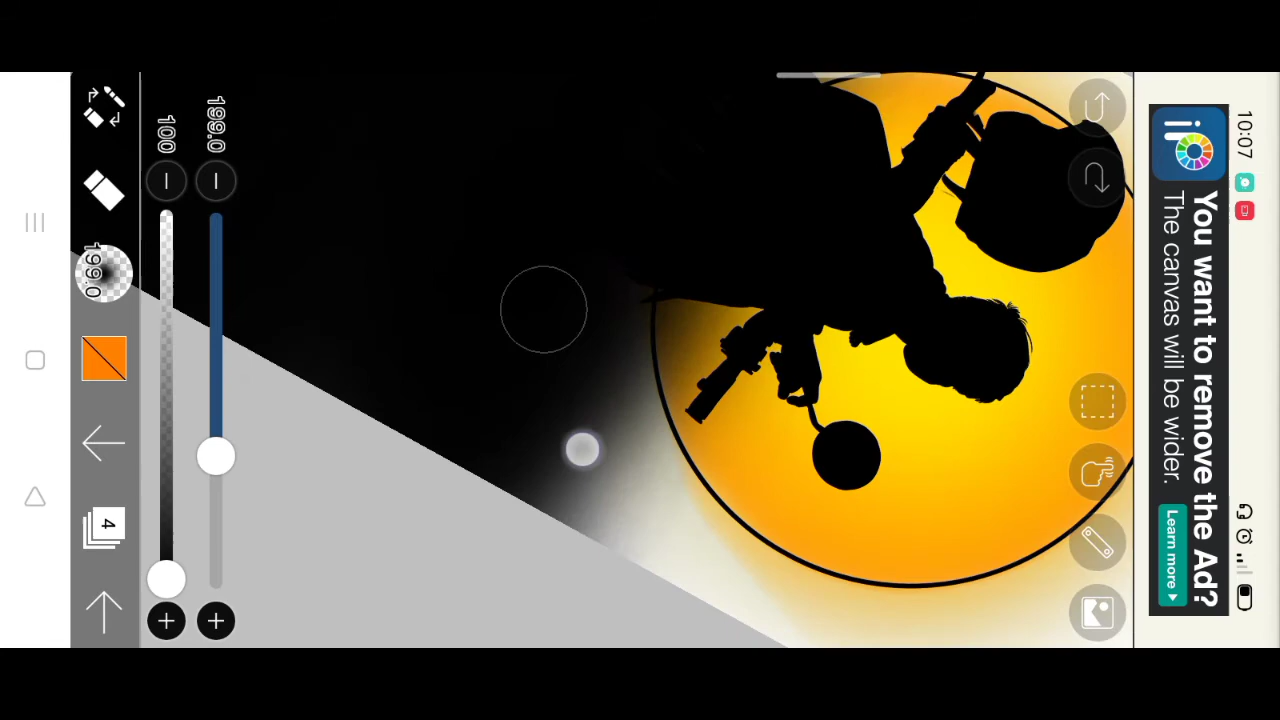 10:07
iP
You want to remove the Ad?
The canvas will be wider.
Learn more
199.0
100
199.0
4